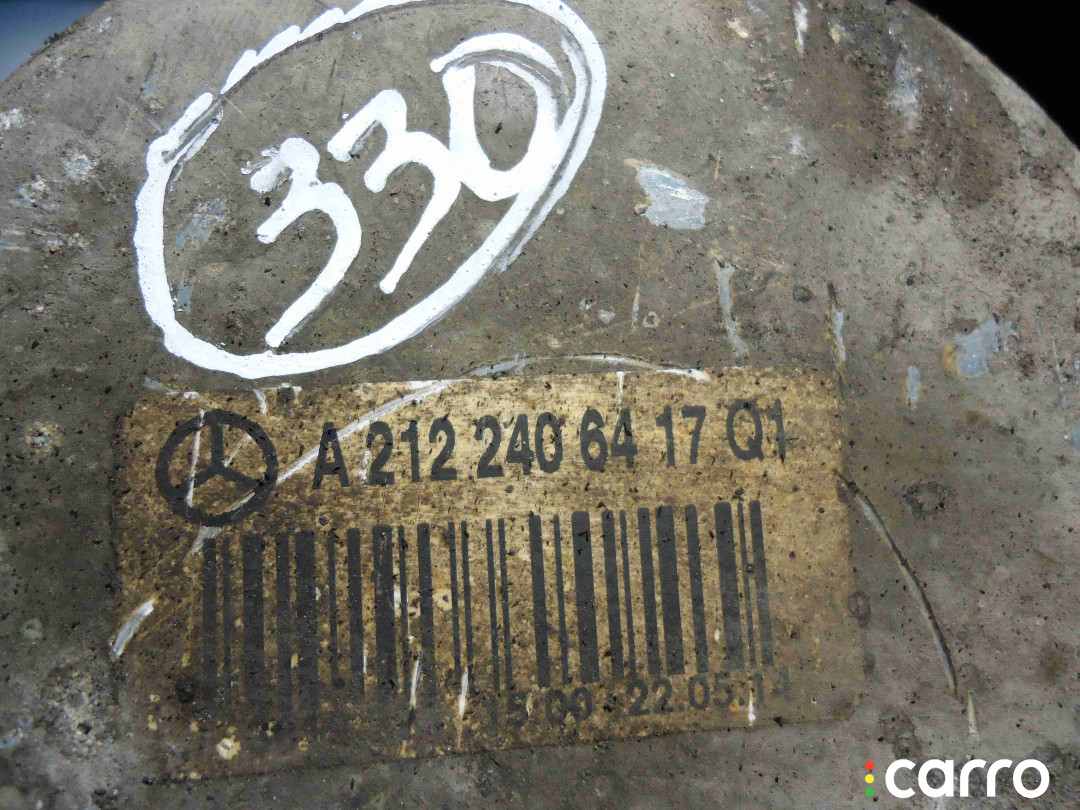 330
A 212 240 64 17 Q1
15:09 22.05.14
carro